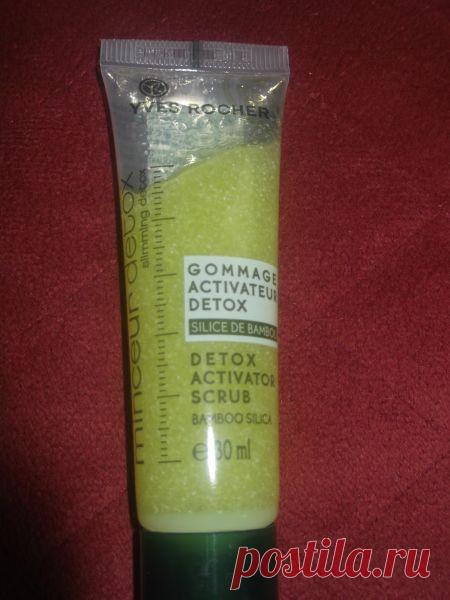 YVES ROCHER
minceur detox
slimming detox
GOMMAGE
ACTIVATEUR
DETOX
SILICE DE BAMBO
DETOX
ACTIVATOR
SCRUB
BAMBOO SILICA
e 30 ml
postila.ru